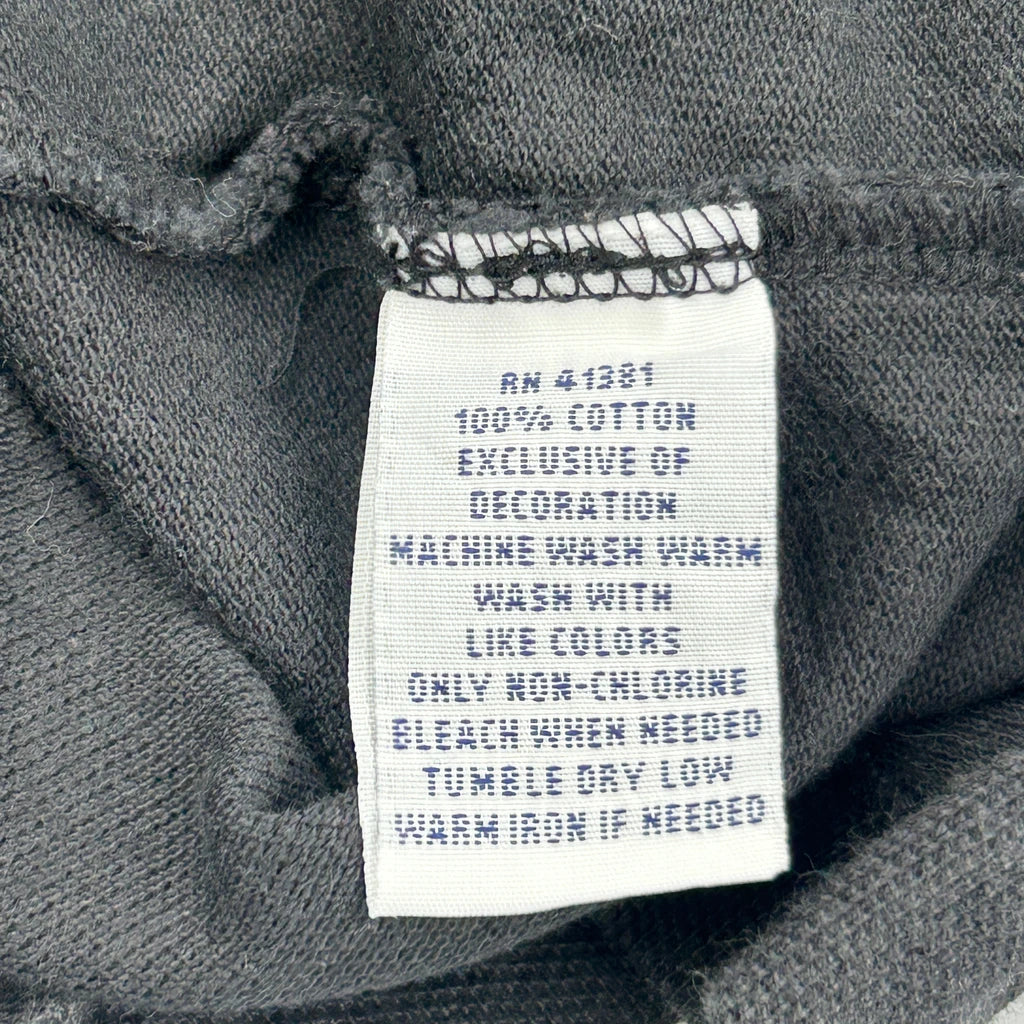 RN 41381
100% COTTON
EXCLUSIVE OF
DECORATION
MACHINE WASH WARM
WASH WITH
LIKE COLORS
ONLY NON-CHLORINE
BLEACH WHEN NEEDED
TUMBLE DRY LOW
WARM IRON IF NEEDED